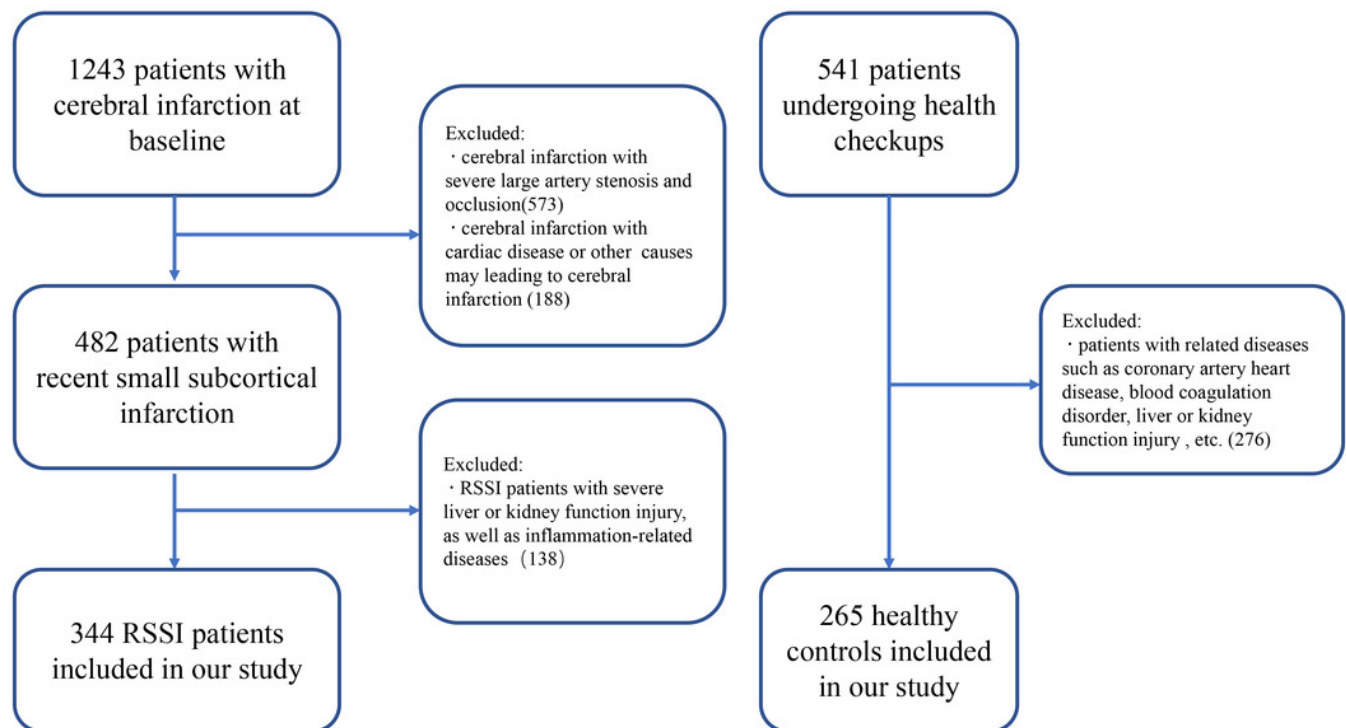 1243 patients with
cerebral infarction at
baseline
Excluded:
· cerebral infarction with
severe large artery stenosis and
occlusion(573)
· cerebral infarction with
cardiac disease or other causes
may leading to cerebral
infarction (188)
482 patients with
recent small subcortical
infarction
Excluded:
· RSSI patients with severe
liver or kidney function injury,
as well as inflammation-related
diseases (138)
344 RSSI patients
included in our study
541 patients
undergoing health
checkups
Excluded:
· patients with related diseases
such as coronary artery heart
disease, blood coagulation
disorder, liver or kidney
function injury , etc. (276)
265 healthy
controls included
in our study